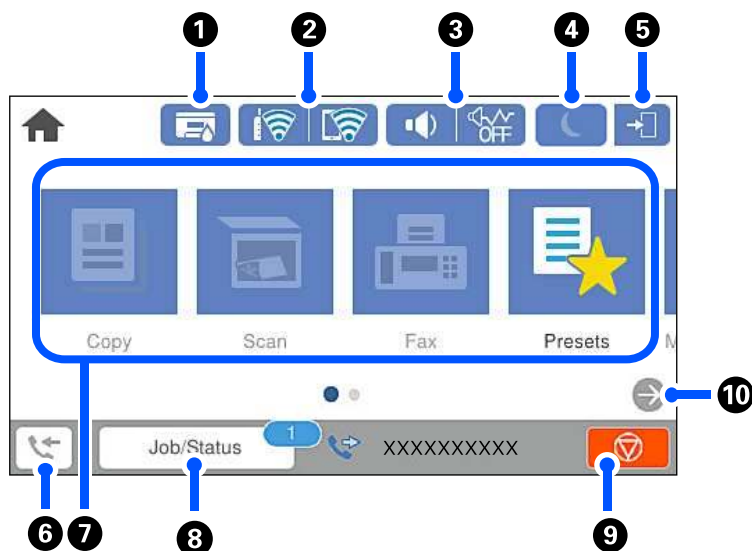 1 2 3 4 5
OFF
Copy Scan Fax Presets
10
1
Job/Status XXXXXXXXXX
6 7 8 9